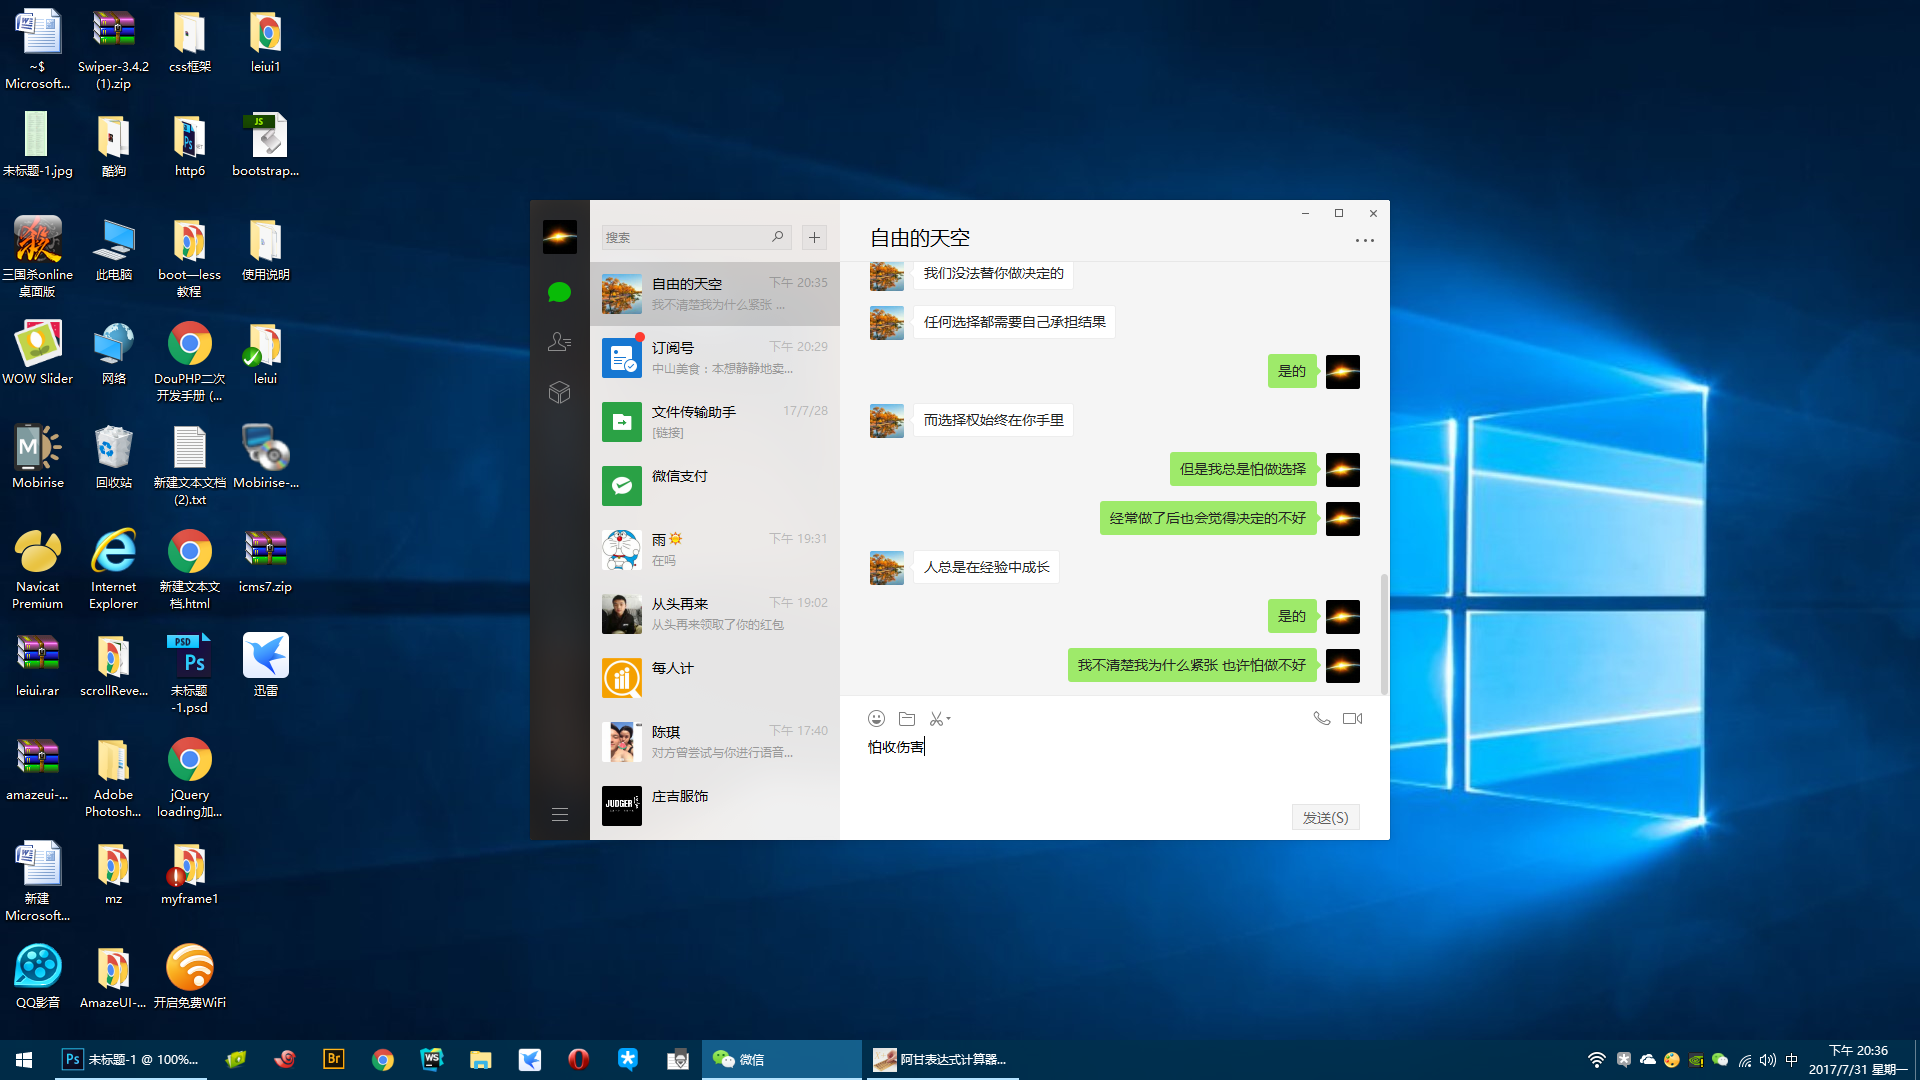 ~$
Microsoft...
Swiper-3.4.2
(1).zip
css框架
leiui1
未标题-1.jpg
酷狗
http6
bootstrap...
三国杀online
桌面版
此电脑
boot—less
教程
使用说明
WOW Slider
网络
DouPHP二次
开发手册 (...
leiui
Mobirise
回收站
新建文本文档
(2).txt
Mobirise-...
Navicat
Premium
Internet
Explorer
新建文本文
档.html
icms7.zip
leiui.rar
scrollReve...
未标题
-1.psd
迅雷
amazeui-...
Adobe
Photosh...
jQuery
loading加...
新建
Microsoft...
mz
myframe1
QQ影音
AmazeUI-...
开启免费WiFi
搜索
自由的天空
下午 20:35
我不清楚我为什么紧张 ...
订阅号
下午 20:29
中山美食：本想静静地卖...
文件传输助手
17/7/28
[链接]
微信支付
雨
下午 19:31
在吗
从头再来
下午 19:02
从头再来领取了你的红包
每人计
陈琪
下午 17:40
对方曾尝试与你进行语音...
JUDGER
庄吉服饰
自由的天空
我们没法替你做决定的
任何选择都需要自己承担结果
是的
而选择权始终在你手里
但是我总是怕做选择
经常做了后也会觉得决定的不好
人总是在经验中成长
是的
我不清楚我为什么紧张 也许怕做不好
怕收伤害
发送(S)
未标题-1 @ 100%...
微信
阿甘表达式计算器...
中
下午 20:36
2017/7/31 星期一